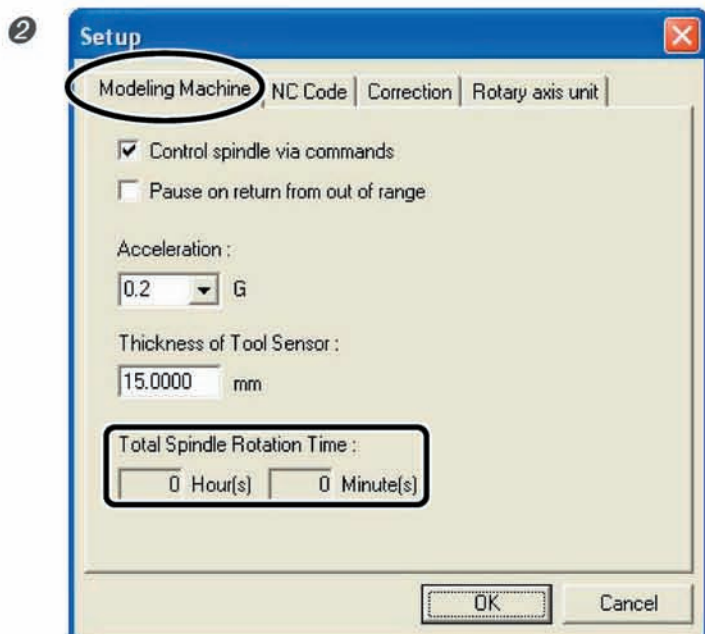 ❷
Setup
Modeling Machine NC Code Correction Rotary axis unit
Control spindle via commands
Pause on return from out of range
Acceleration :
0.2 G
Thickness of Tool Sensor :
15.0000 mm
Total Spindle Rotation Time :
0 Hour(s) 0 Minute(s)
OK Cancel